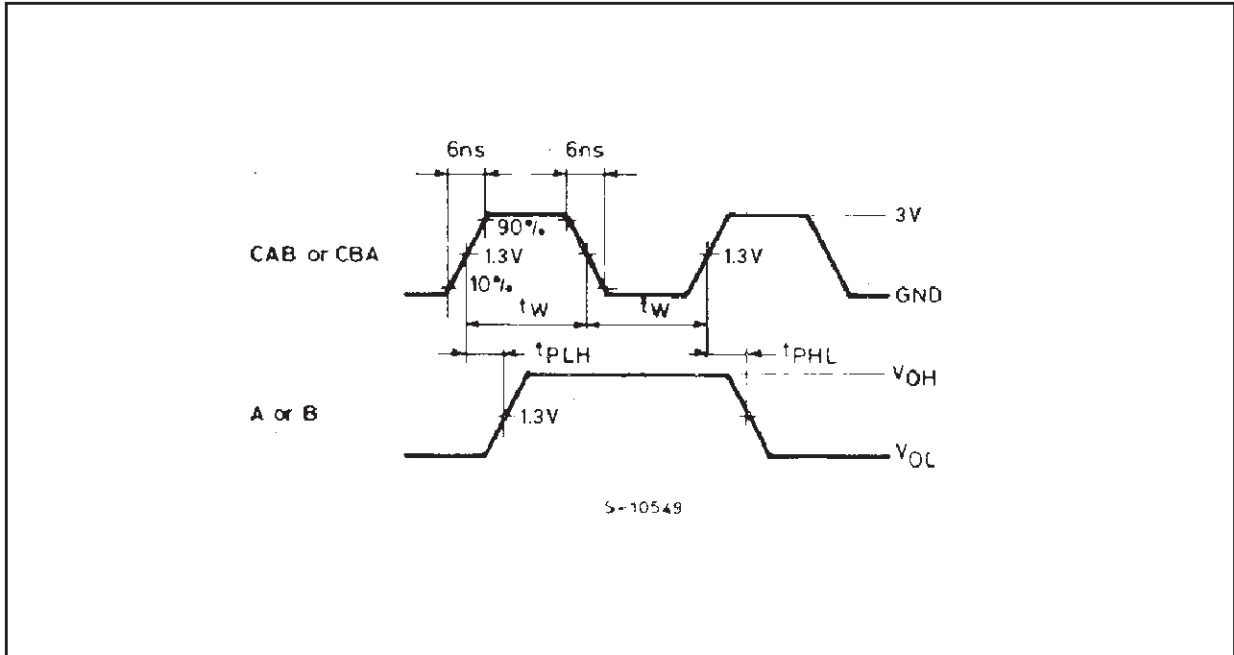 6ns 6ns
3V
90%
CAB or CBA 1.3V 1.3V
10%
GND
tW tW
tPLH tPHL
VOH
A or B 1.3V
VOL
S-10549